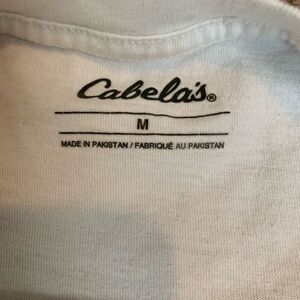 Cabela's®
M
MADE IN PAKISTAN / FABRIQUÉ AU PAKISTAN